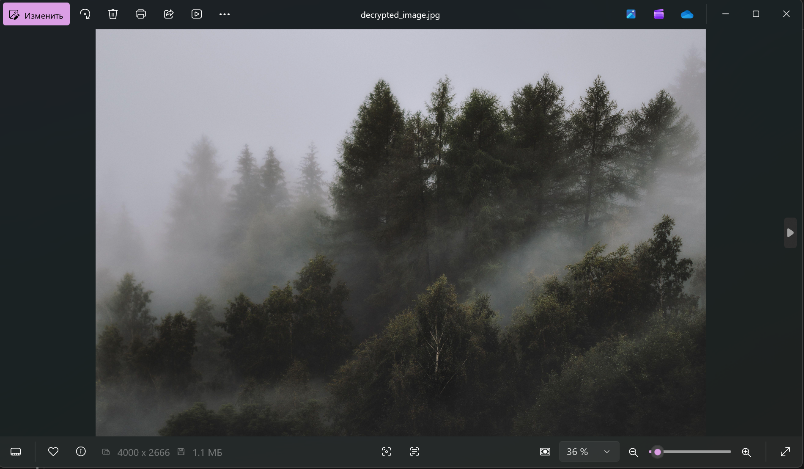 Изменить
decrypted_image.jpg
4000 x 2666
1.1 МБ
36 %